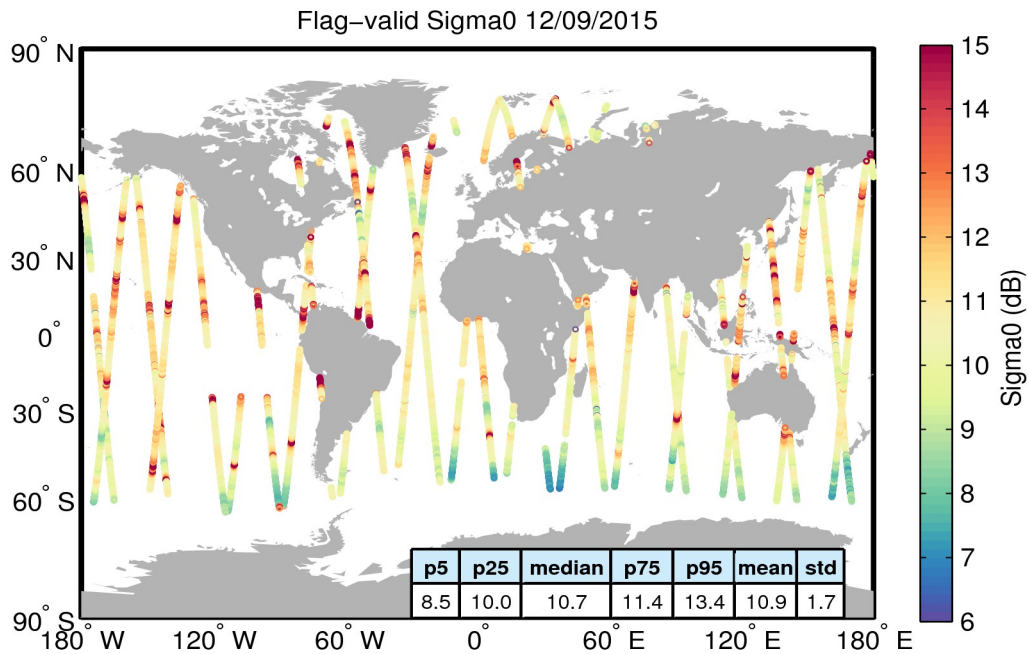 Flag−valid Sigma0 12/09/2015
90° N
60° N
30° N
0°
30° S
60° S
90° S
180° W
120° W
60° W
0°
60° E
120° E
180° E
p5 p25 median p75 p95 mean std
8.5 10.0 10.7 11.4 13.4 10.9 1.7
15
14
13
12
11
10
9
8
7
6
Sigma0 (dB)